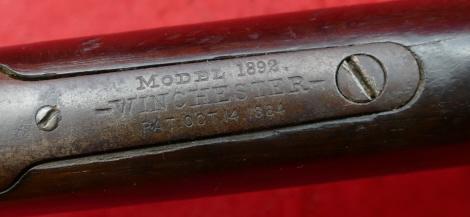 MODEL 1892.
-WINCHESTER-
PAT. OCT. 14. 1884.